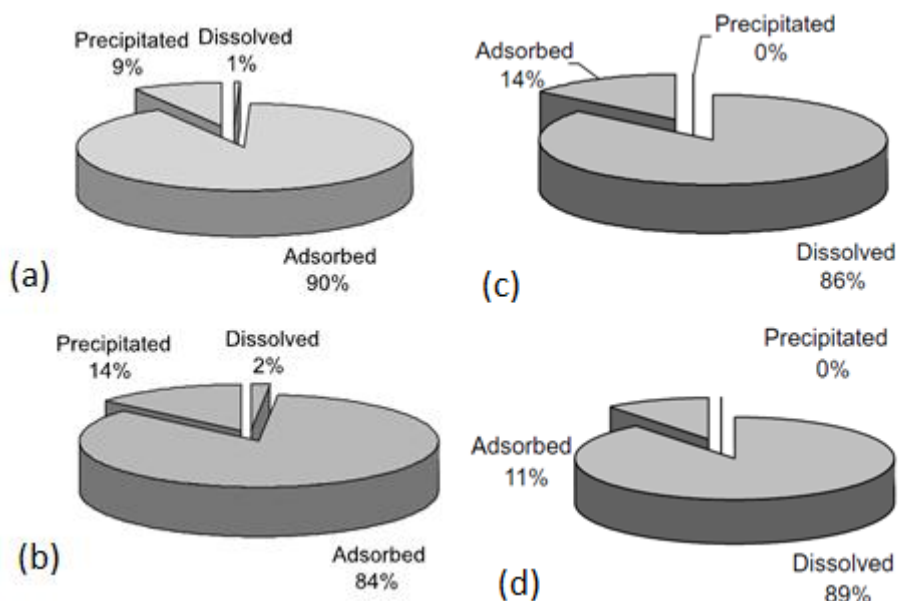 Precipitated
9%
Dissolved
1%
Adsorbed
90%
(a)
Precipitated
0%
Adsorbed
14%
Dissolved
86%
(c)
Precipitated
14%
Dissolved
2%
Adsorbed
84%
(b)
Precipitated
0%
Adsorbed
11%
Dissolved
89%
(d)